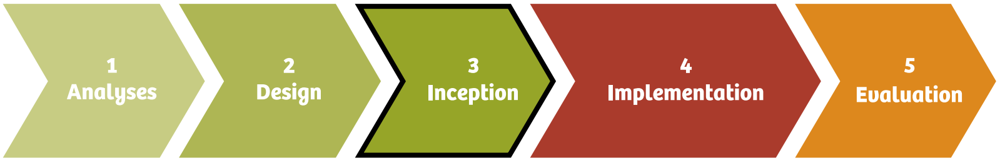 1
Analyses
2
Design
3
Inception
4
Implementation
5
Evaluation